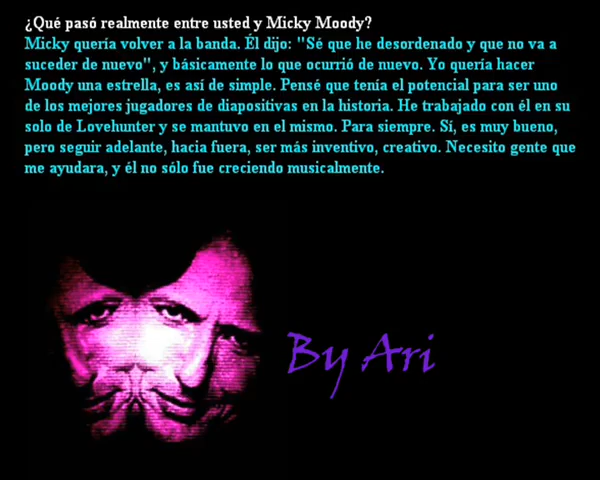 ¿Qué pasó realmente entre usted y Micky Moody?
Micky quería volver a la banda. Él dijo: "Sé que he desordenado y que no va a
suceder de nuevo", y básicamente lo que ocurrió de nuevo. Yo quería hacer
Moody una estrella, es así de simple. Pensé que tenía el potencial para ser uno
de los mejores jugadores de diapositivas en la historia. He trabajado con él en su
solo de Lovehunter y se mantuvo en el mismo. Para siempre. Sí, es muy bueno,
pero seguir adelante, hacia fuera, ser más inventivo, creativo. Necesito gente que
me ayudara, y él no sólo fue creciendo musicalmente.
By Ari